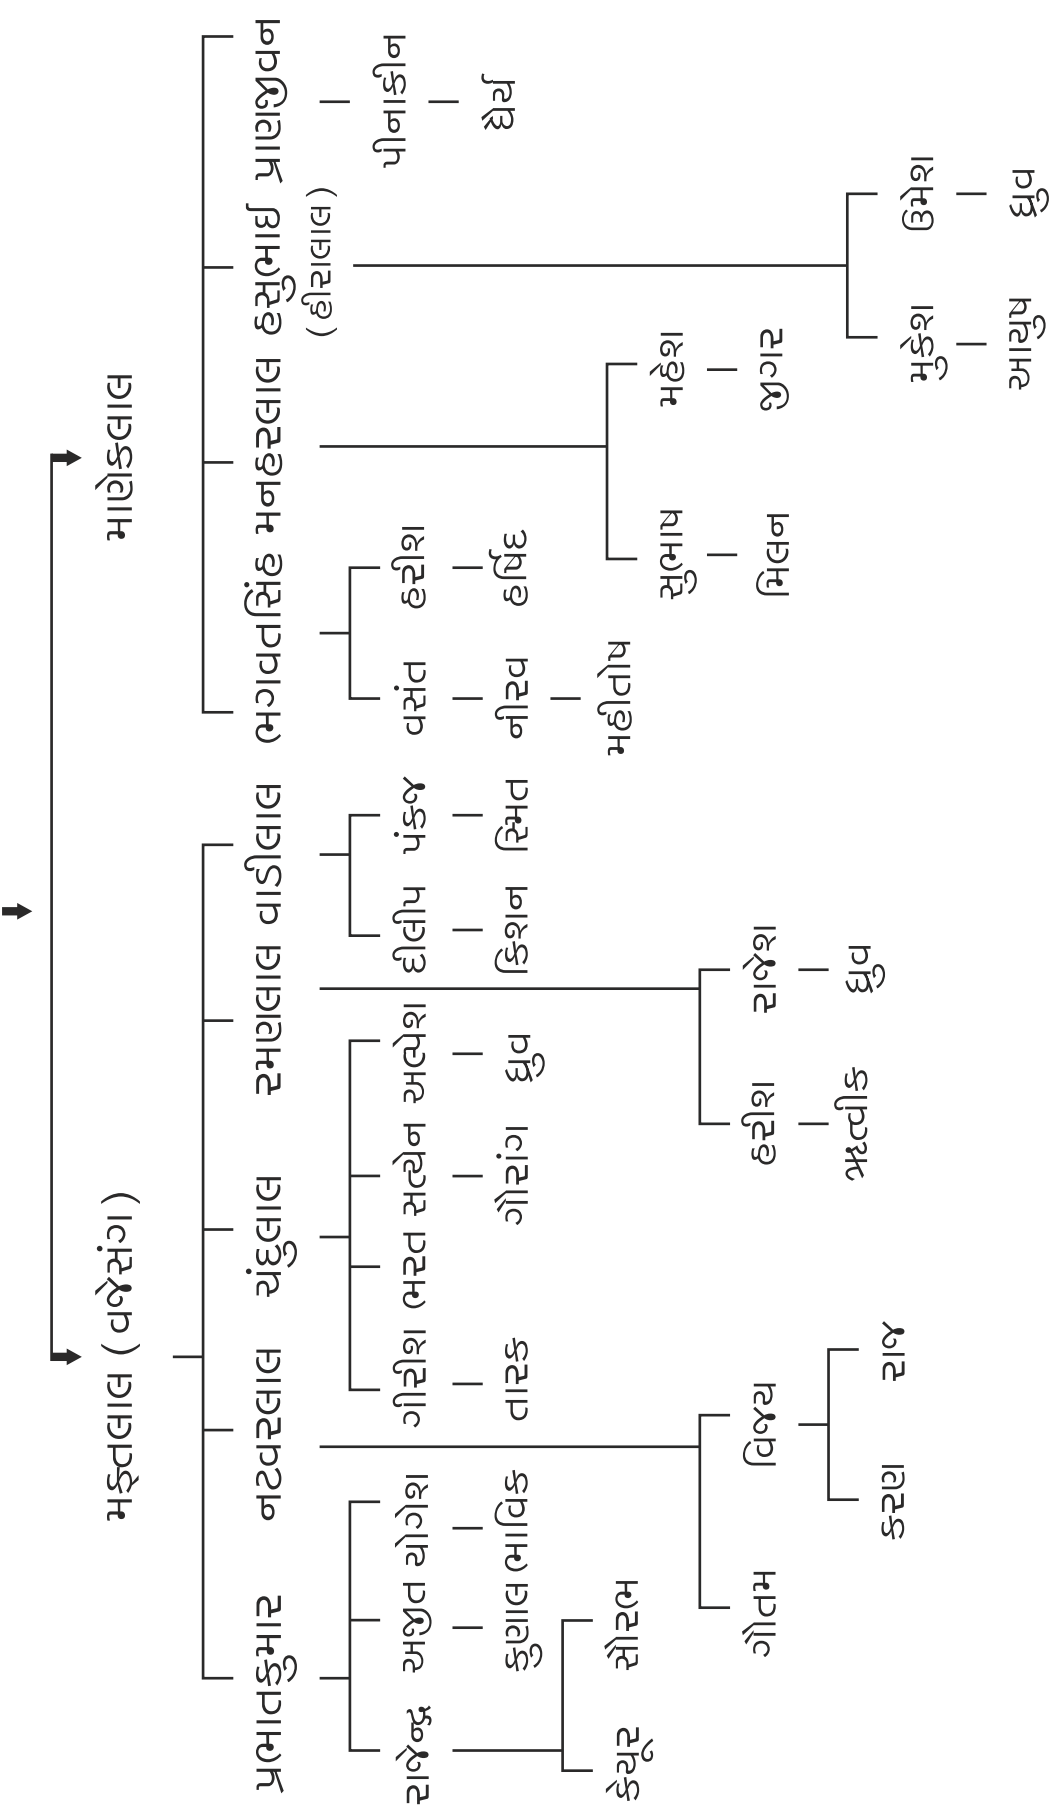 મફતલાલ (વજેસંગ)
માણેકલાલ
પ્રભાતકુમાર
નટવરલાલ
ચંદુલાલ
રમણલાલ
વાડીલાલ
ભગવતસિંહ
મનહરલાલ
હસુભાઈ
(હીરાલાલ)
પ્રાણજીવન
રાજેન્દ્ર
અજીત
યોગેશ
ગીરીશ
ભરત
સત્યેન
અલ્પેશ
દીલીપ
પંકજ
વસંત
હરીશ
પીનાકીન
કુણાલ
ભાવિક
તારક
ગૌરાંગ
ધ્રુવ
કિશન
સ્મિત
નીરવ
હર્ષિદ
ધૈર્ય
કેયુર
સૌરભ
મહીતોષ
સુભાષ
મહેશ
ગૌતમ
વિજય
હરીશ
રાજેશ
મિલન
જીગર
કરણ
રાજ
ઋત્વીક
ધ્રુવ
મુકેશ
ઉમેશ
આયુષ
ધ્રુવ